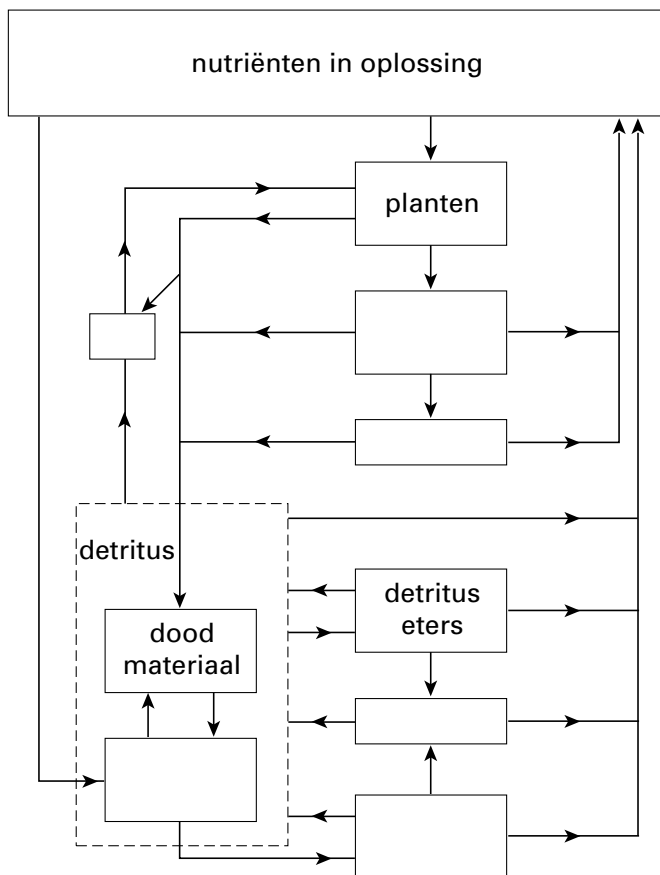 nutriënten in oplossing
planten
detritus
dood
materiaal
detritus
eters